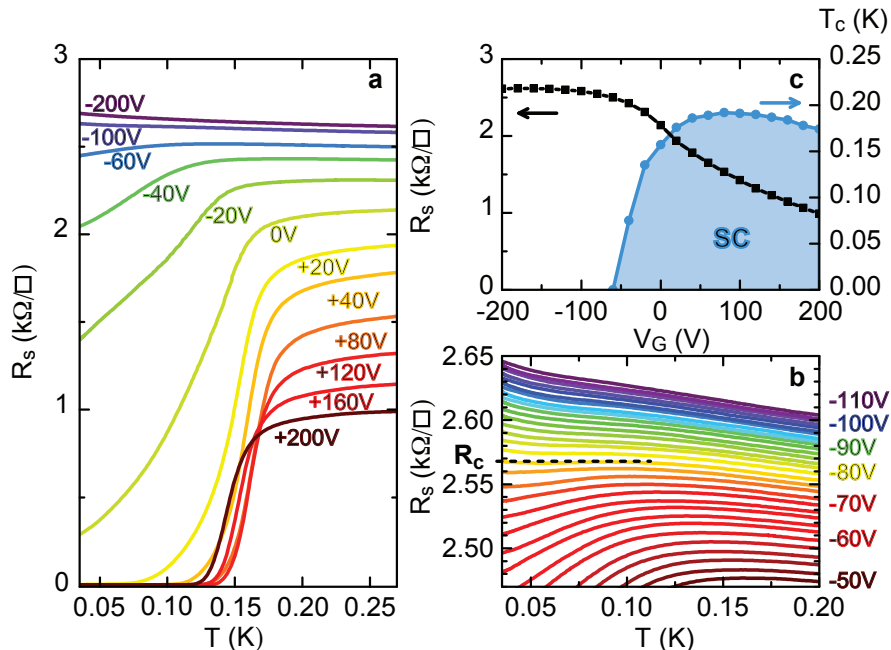 a
3
2
1
0
R_s (kΩ/□)
-200V
-100V
-60V
-40V
-20V
0V
+20V
+40V
+80V
+120V
+160V
+200V
0.05 0.10 0.15 0.20 0.25
T (K)
c
T_c (K)
3
2
1
0
R_s (kΩ/□)
0.25
0.20
0.15
0.10
0.05
0.00
SC
-200 -100 0 100 200
V_G (V)
b
2.65
2.60
2.55
2.50
R_s (kΩ/□)
R_c
-110V
-100V
-90V
-80V
-70V
-60V
-50V
0.05 0.10 0.15 0.20
T (K)